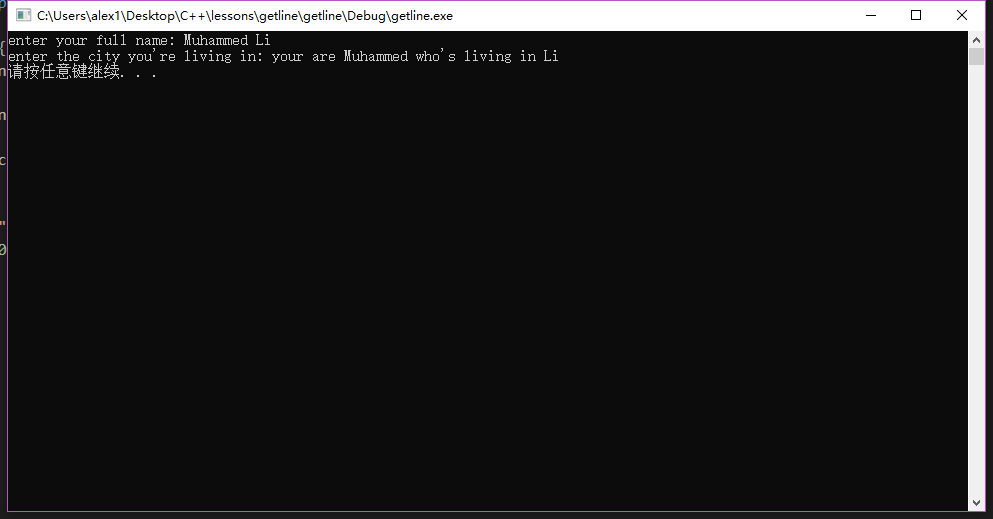 C:\Users\alex1\Desktop\C++\lessons\getline\getline\Debug\getline.exe
enter your full name: Muhammed Li
enter the city you're living in: your are Muhammed who's living in Li
请按任意键继续. . .